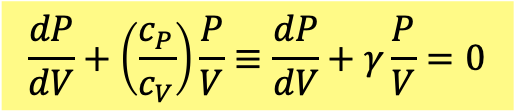 dP/dV + (c_P/c_V) P/V ≡ dP/dV + γ P/V = 0